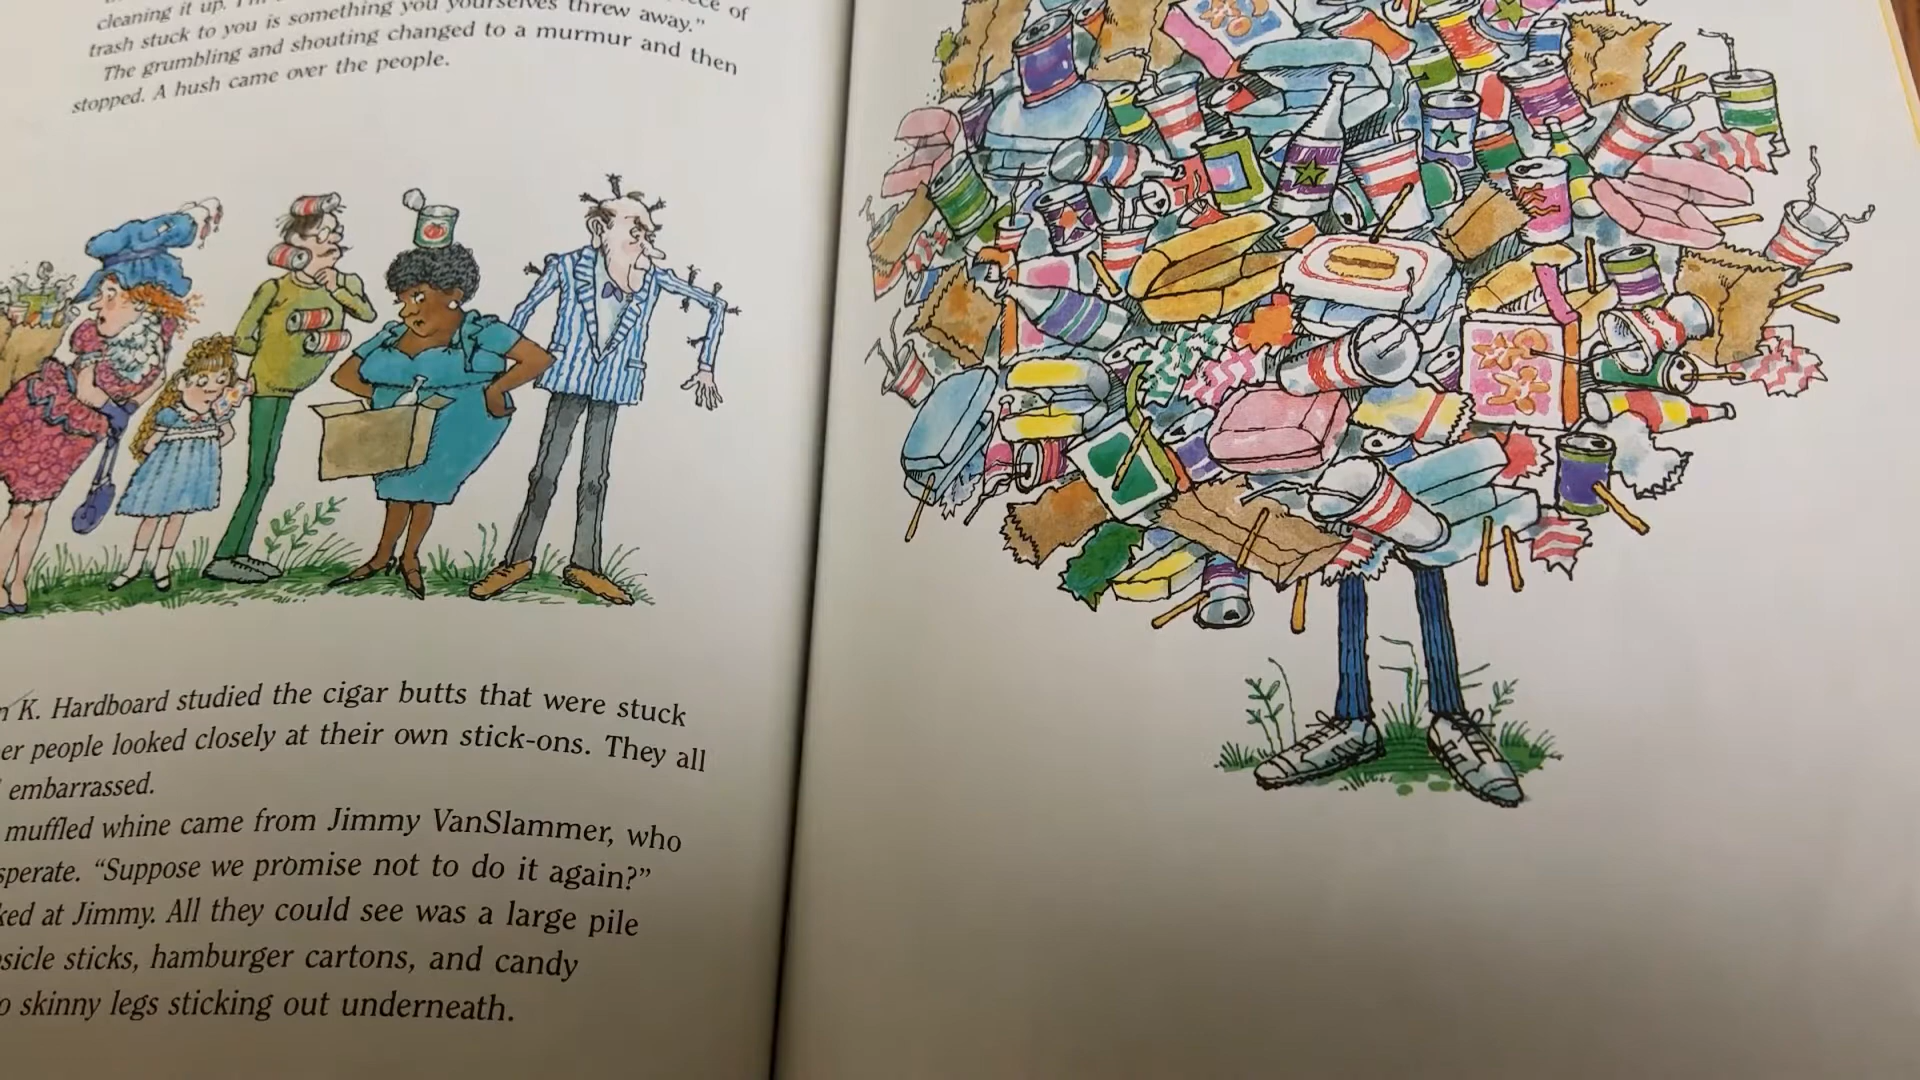 cleaning it up.
trash stuck to you is something you yourselves threw away.”
The grumbling and shouting changed to a murmur and then
stopped. A hush came over the people.
K. Hardboard studied the cigar butts that were stuck
er people looked closely at their own stick-ons. They all
embarrassed.
muffled whine came from Jimmy VanSlammer, who
sperate. “Suppose we promise not to do it again?”
ked at Jimmy. All they could see was a large pile
sicle sticks, hamburger cartons, and candy
o skinny legs sticking out underneath.